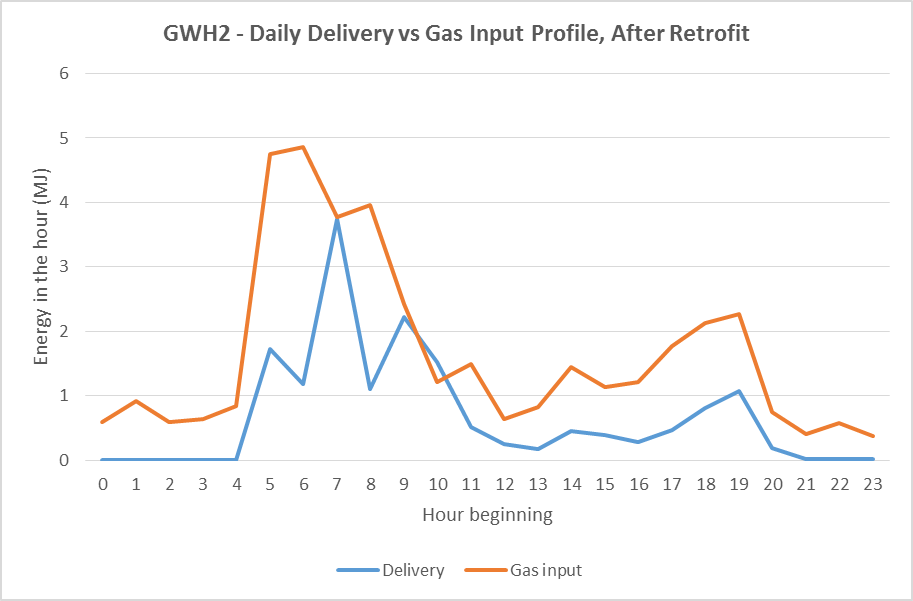 GWH2 - Daily Delivery vs Gas Input Profile, After Retrofit
6
5
4
3
2
1
0
Energy in the hour (MJ)
0 1 2 3 4 5 6 7 8 9 10 11 12 13 14 15 16 17 18 19 20 21 22 23
Hour beginning
Delivery Gas input